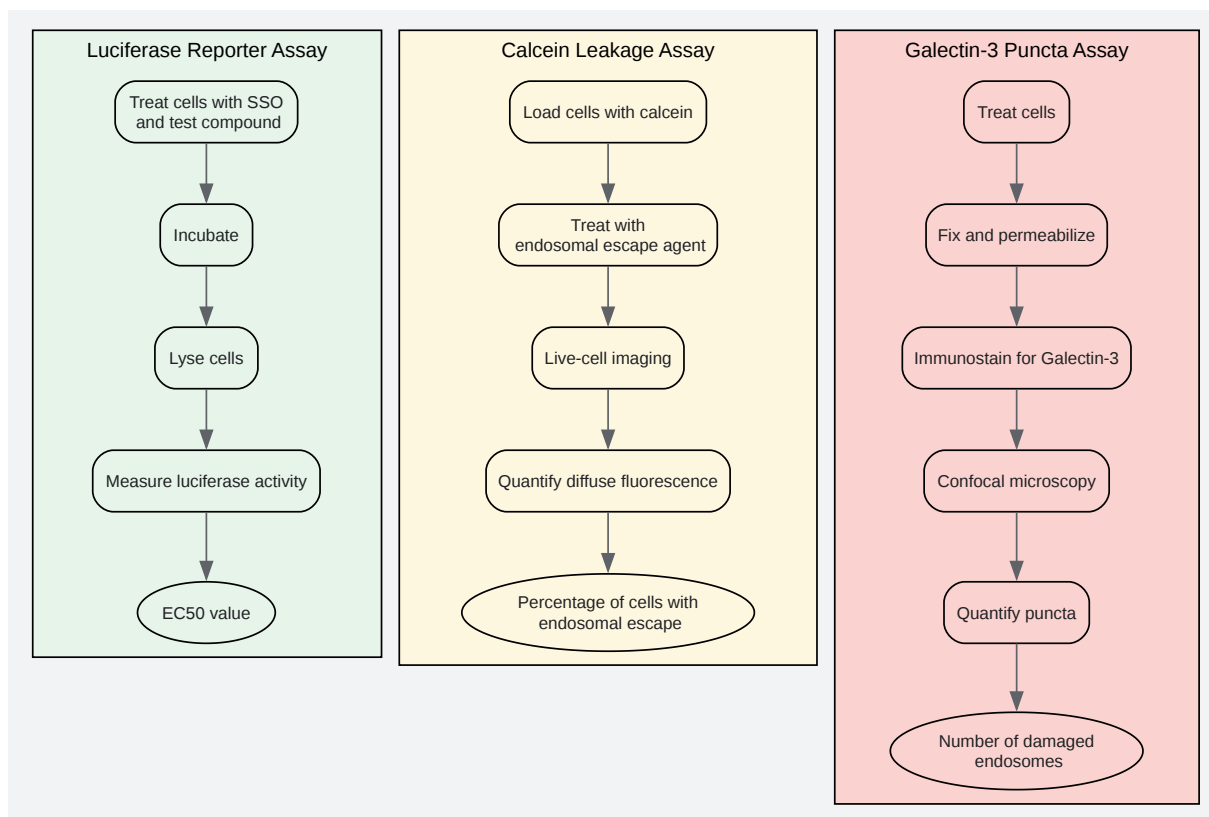 Luciferase Reporter Assay
Treat cells with SSO
and test compound
Incubate
Lyse cells
Measure luciferase activity
EC50 value
Calcein Leakage Assay
Load cells with calcein
Treat with
endosomal escape agent
Live-cell imaging
Quantify diffuse fluorescence
Percentage of cells with
endosomal escape
Galectin-3 Puncta Assay
Treat cells
Fix and permeabilize
Immunostain for Galectin-3
Confocal microscopy
Quantify puncta
Number of damaged
endosomes